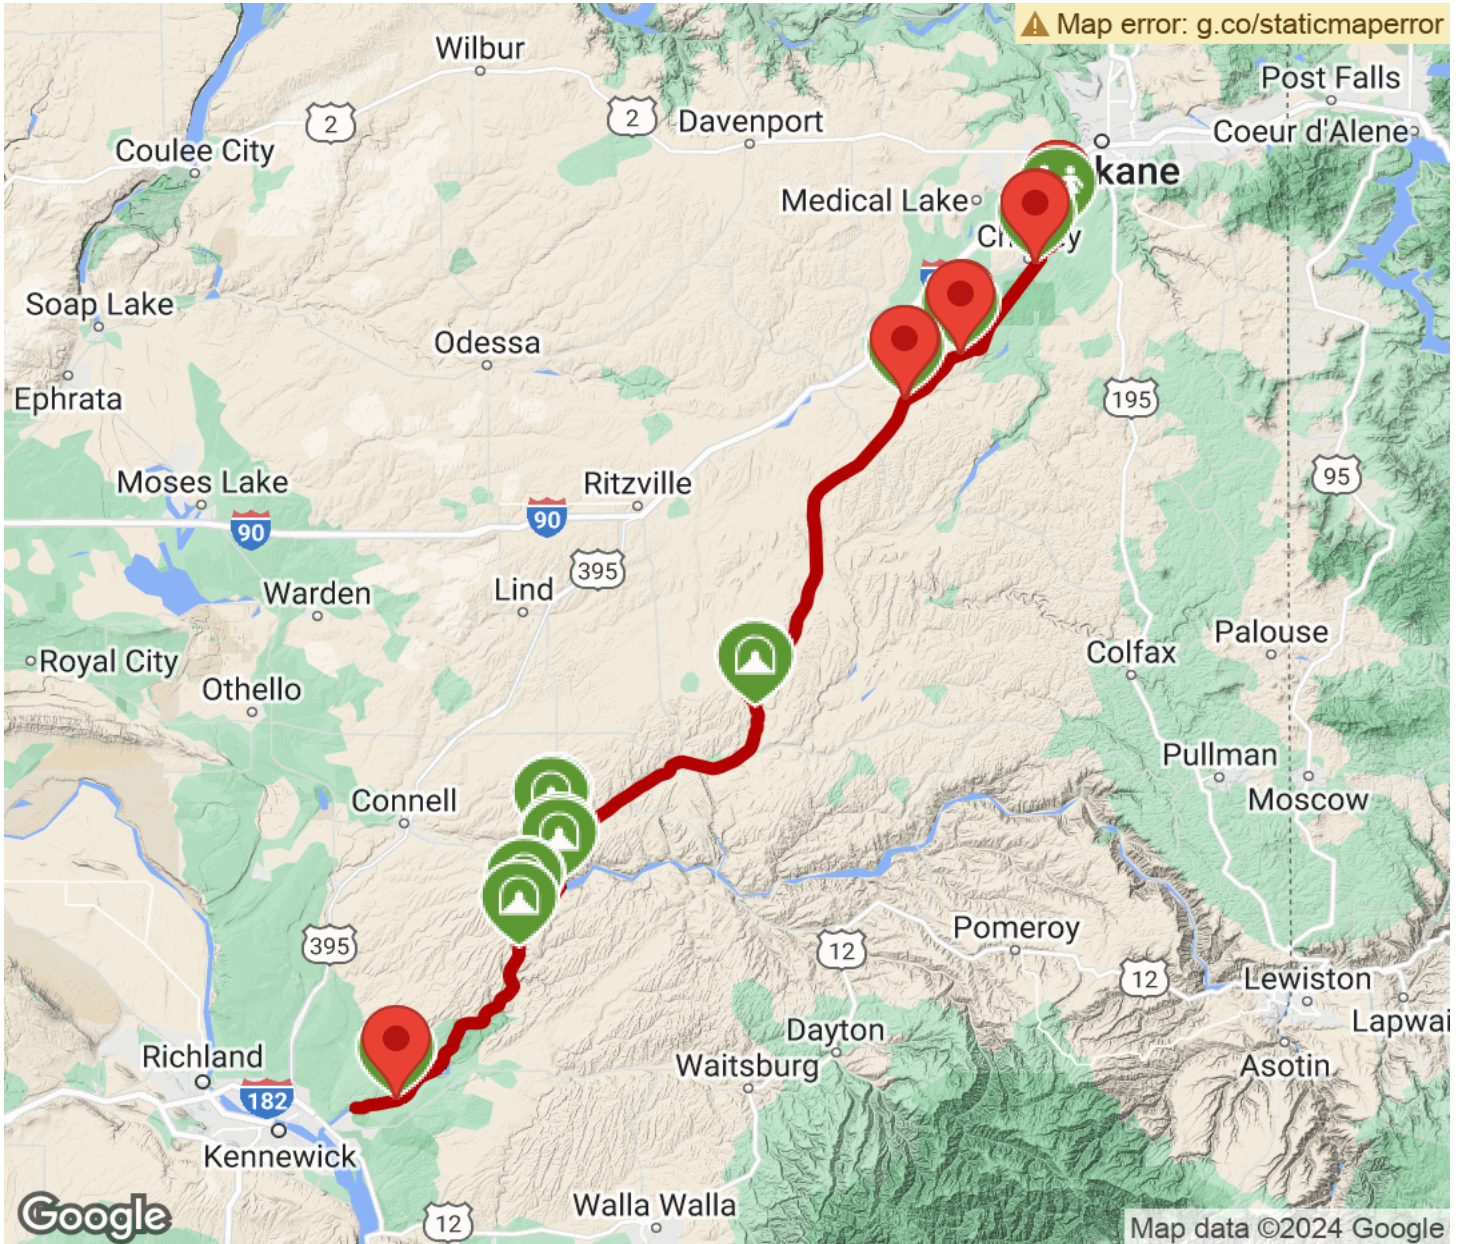 Map error: g.co/staticmaperror
Wilbur
Post Falls
2
2
Davenport
Coeur d'Alene
Coulee City
kane
Medical Lake
Soap Lake
Odessa
Ephrata
195
95
Moses Lake
Ritzville
90
90
395
Warden
Lind
Palouse
Royal City
Colfax
Othello
Pullman
Connell
Moscow
395
12
Pomeroy
12
Lewiston
Lapwai
Dayton
Richland
Waitsburg
Asotin
182
Kennewick
Walla Walla
12
Google
Map data ©2024 Google